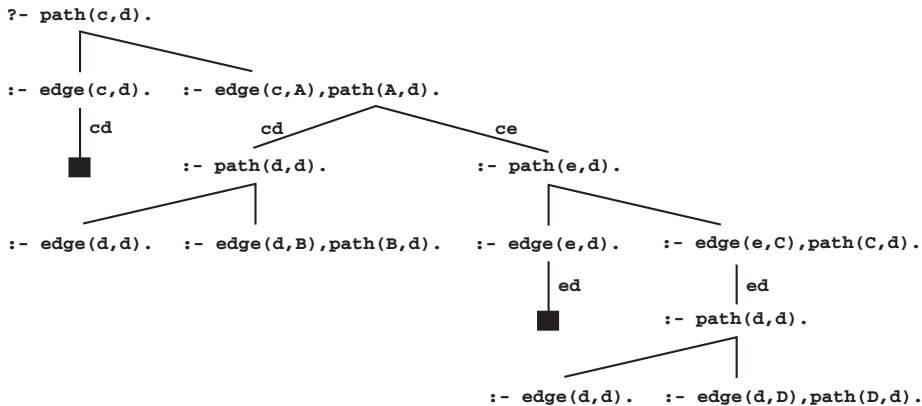 ?- path(c,d).
:- edge(c,d). :- edge(c,A),path(A,d).
cd cd ce
:- path(d,d). :- path(e,d).
:- edge(d,d). :- edge(d,B),path(B,d). :- edge(e,d). :- edge(e,C),path(C,d).
ed ed
:- path(d,d).
:- edge(d,d). :- edge(d,D),path(D,d).